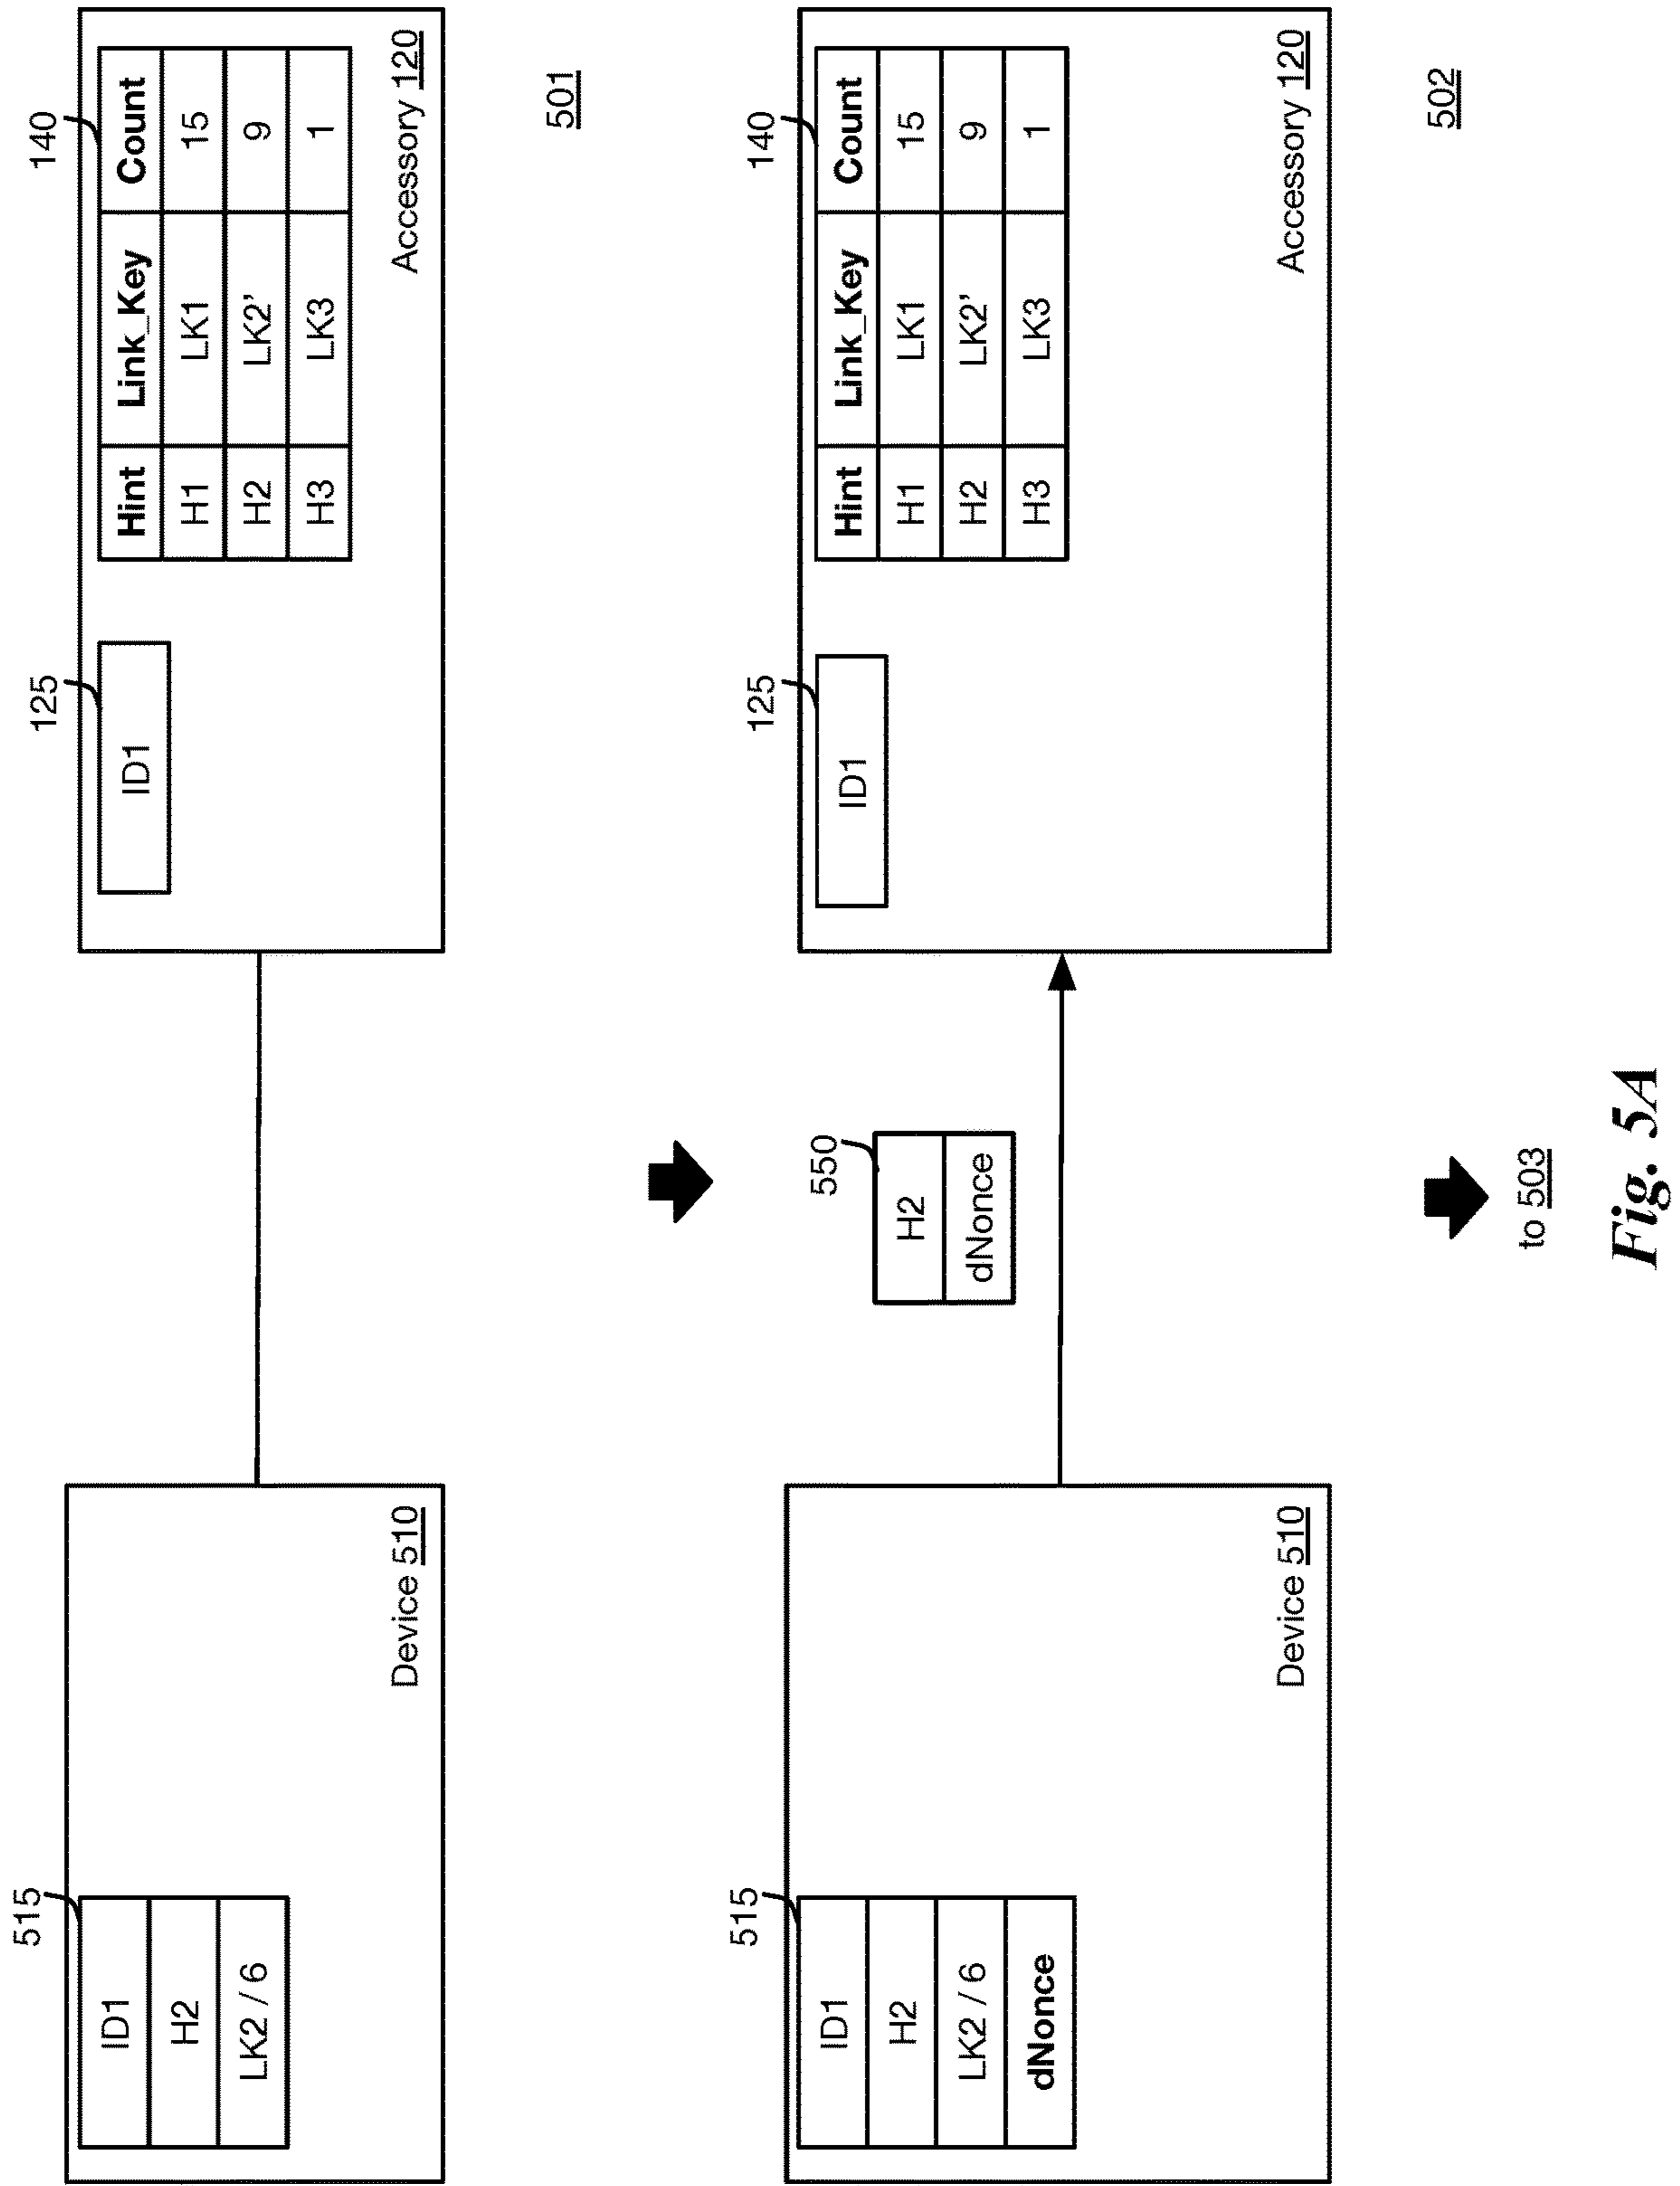 515
ID1
H2
LK2 / 6
Device 510
125
ID1
140
Hint Link_Key Count
H1 LK1 15
H2 LK2' 9
H3 LK3 1
Accessory 120
501
515
ID1
H2
LK2 / 6
dNonce
Device 510
550
H2
dNonce
125
ID1
140
Hint Link_Key Count
H1 LK1 15
H2 LK2' 9
H3 LK3 1
Accessory 120
502
to 503
Fig. 5A